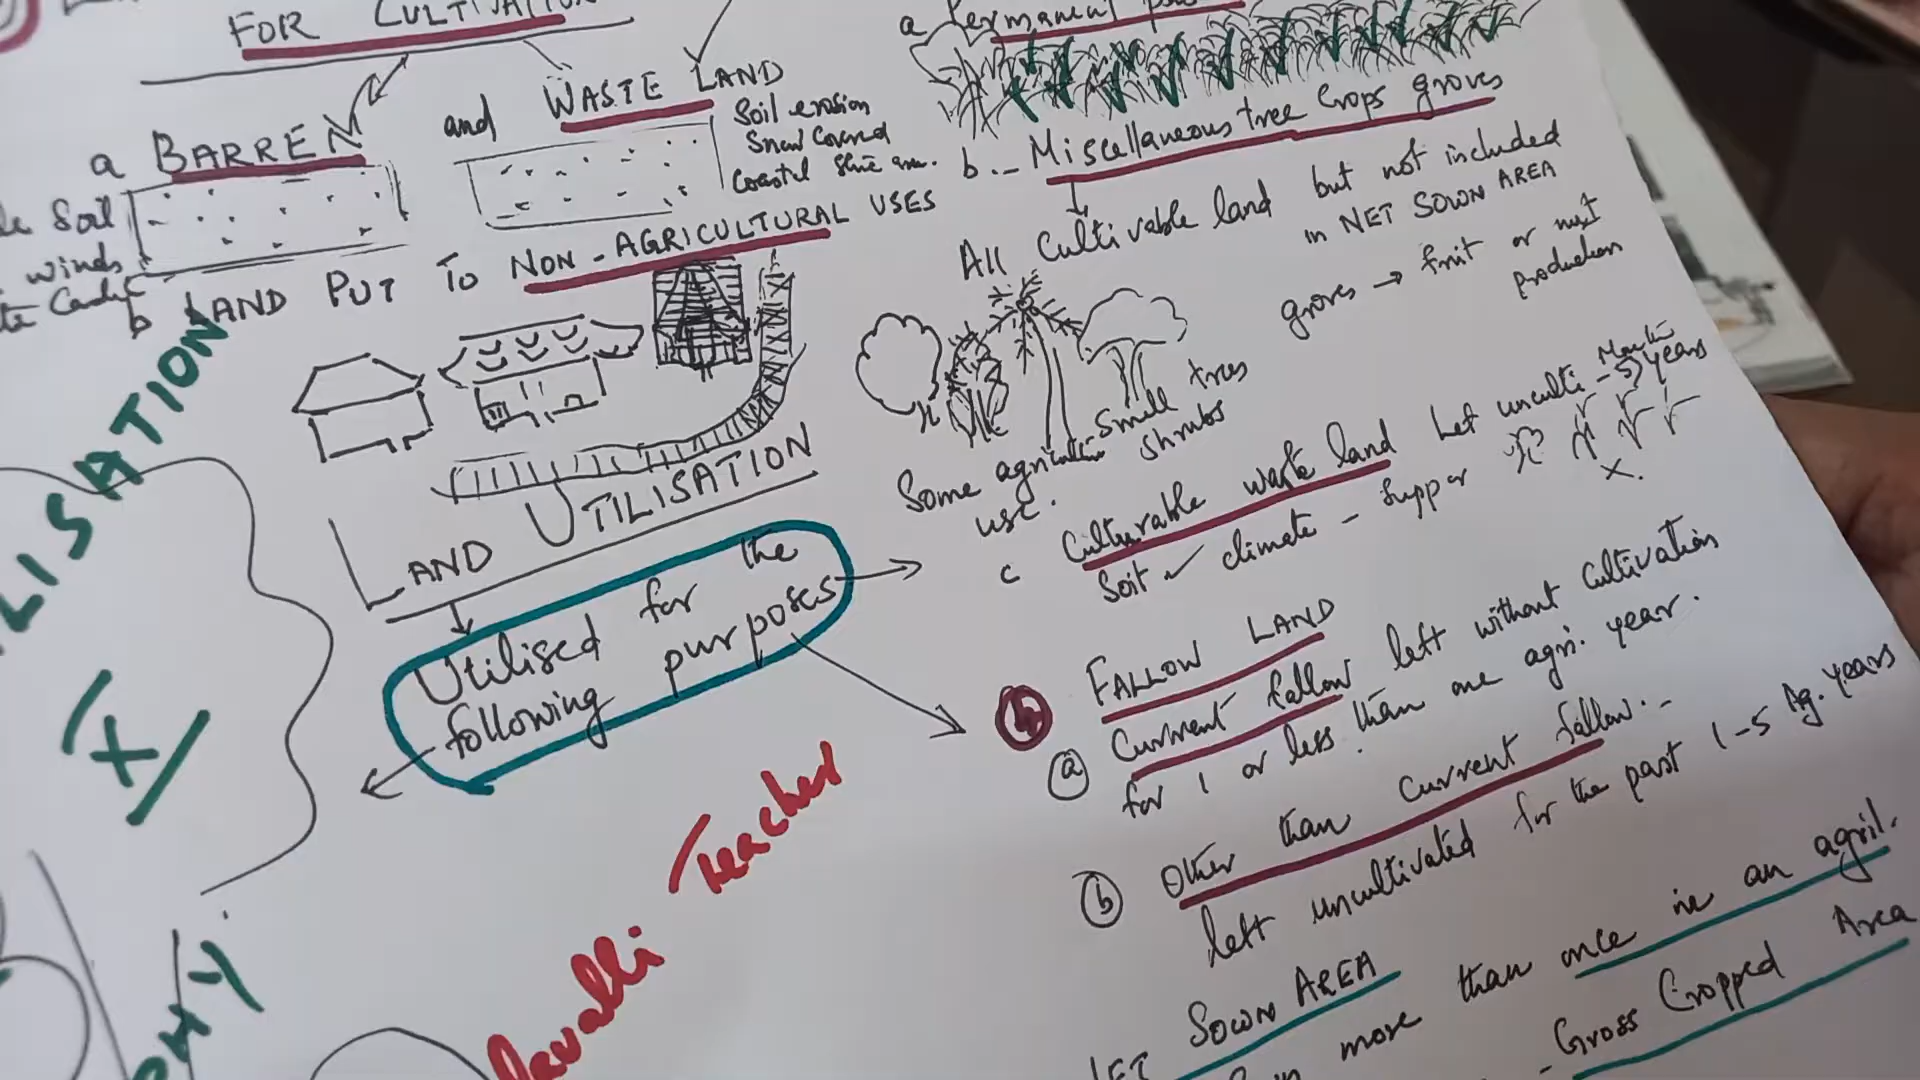 FOR CULTIVATION
a BARREN and WASTE LAND
Soil erosion
Snow Covered
Coastal
Soil
winds
b LAND PUT TO NON-AGRICULTURAL USES
LAND UTILISATION
Utilised for the
following purposes
LISATION
X
Teacher
a Permanent
b.- Miscellaneous tree Crops groves
All Cultivable land but not included
in NET SOWN AREA
groves → fruit or nut
production
small trees
shrubs
Some
use.
c Culturable waste land Left unculti - 5 years
Soil ✓ climate -
FALLOW LAND
a Current fallow left without cultivation
for 1 or less than one agri. year.
b Other than current fallow.-
left uncultivated for the past 1-5 Ag. years
SOWN AREA
more than once in an agril.
- Gross Cropped Area